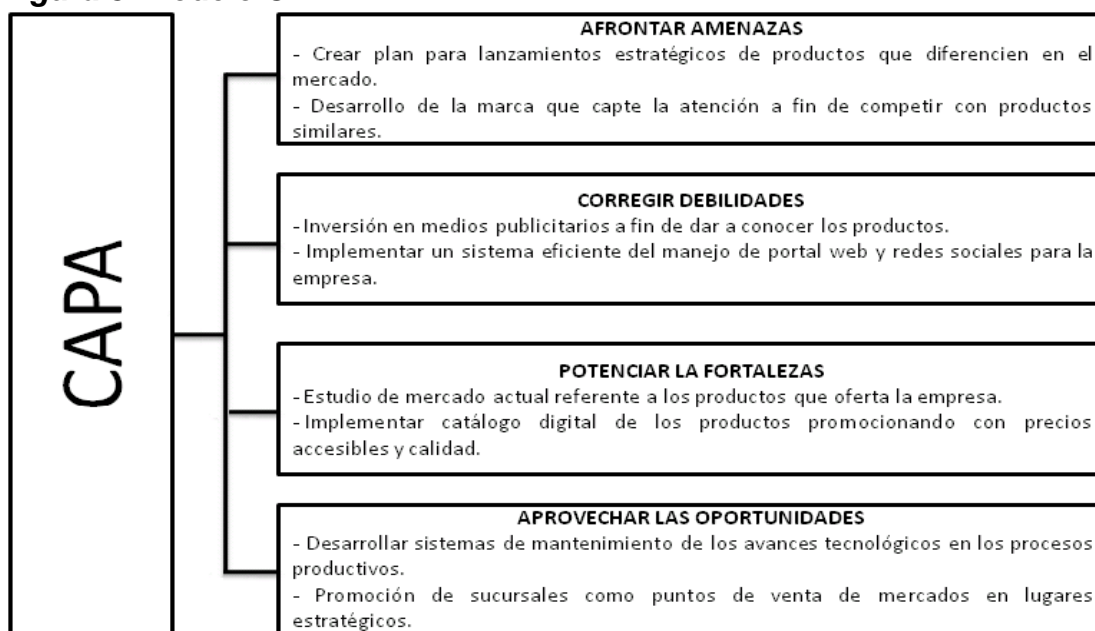 CAPA
AFRONTAR AMENAZAS
- Crear plan para lanzamientos estratégicos de productos que diferencien en el
mercado.
- Desarrollo de la marca que capte la atención a fin de competir con productos
similares.
CORREGIR DEBILIDADES
- Inversión en medios publicitarios a fin de dar a conocer los productos.
- Implementar un sistema eficiente del manejo de portal web y redes sociales para la
empresa.
POTENCIAR LA FORTALEZAS
- Estudio de mercado actual referente a los productos que oferta la empresa.
- Implementar catálogo digital de los productos promocionando con precios
accesibles y calidad.
APROVECHAR LAS OPORTUNIDADES
- Desarrollar sistemas de mantenimiento de los avances tecnológicos en los procesos
productivos.
- Promoción de sucursales como puntos de venta de mercados en lugares
estratégicos.